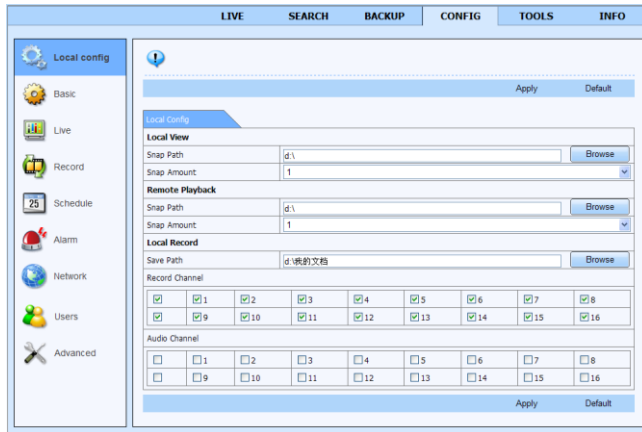 LIVE SEARCH BACKUP CONFIG TOOLS INFO
Local config
Basic
Live
Record
25 Schedule
Alarm
Network
Users
Advanced
Apply Default
Local Config
Local View
Snap Path d:\ Browse
Snap Amount 1
Remote Playback
Snap Path d:\ Browse
Snap Amount 1
Local Record
Save Path d:\我的文档 Browse
Record Channel
1 2 3 4 5 6 7 8
9 10 11 12 13 14 15 16
Audio Channel
1 2 3 4 5 6 7 8
9 10 11 12 13 14 15 16
Apply Default